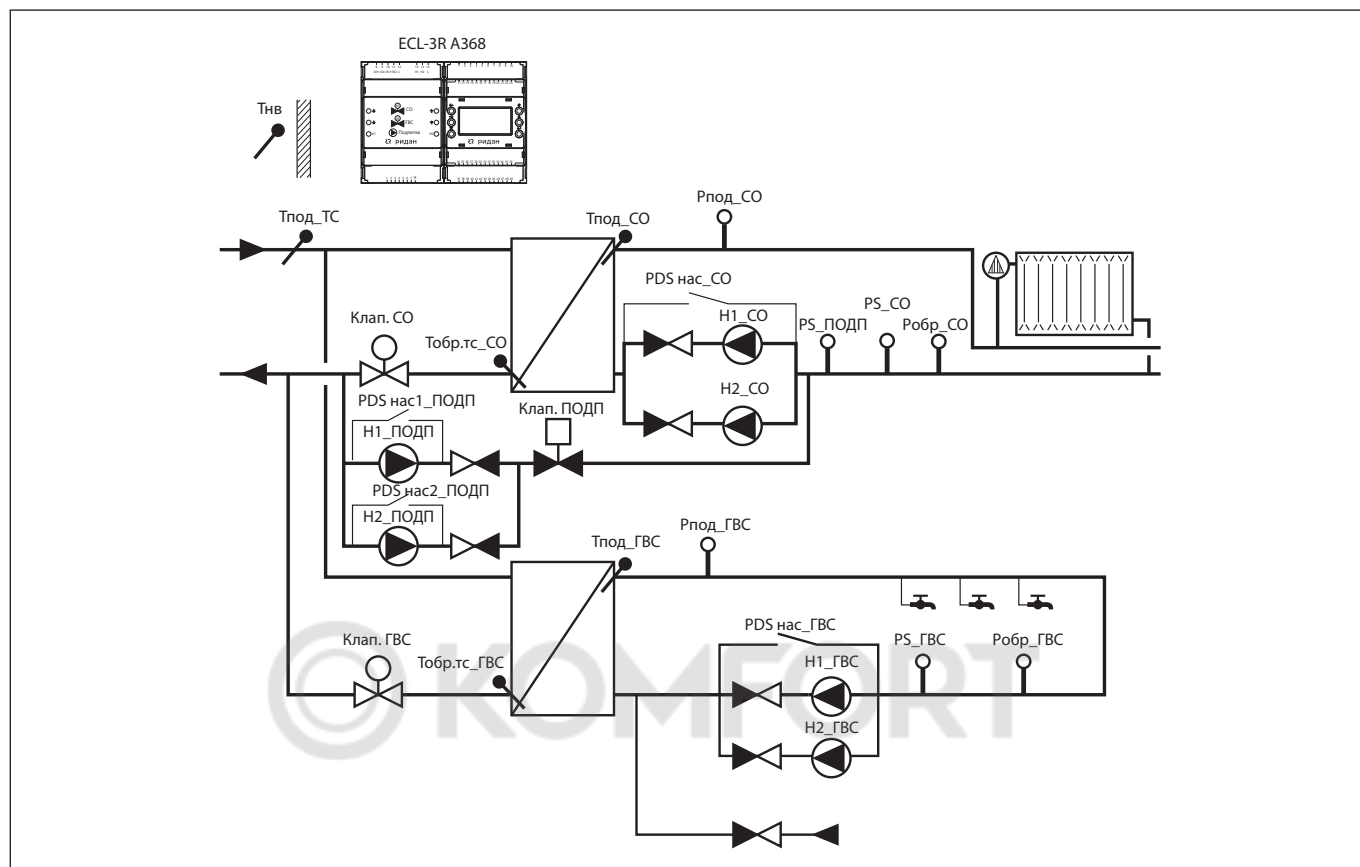 ECL-3R A368
Тнв
СО
ГВС
Подпитка
ридан
ридан
Рпод_СО
Тпод_ТС
Тпод_СО
PDS нас_СО
PS_СО
Клап. СО
Н1_СО
PS_ПОДП
Робр_СО
Тобр.тс_СО
Н2_СО
PDS нас1_ПОДП
Клап. ПОДП
Н1_ПОДП
PDS нас2_ПОДП
Н2_ПОДП
Рпод_ГВС
Тпод_ГВС
PDS нас_ГВС
PS_ГВС
Робр_ГВС
Клап. ГВС
Тобр.тс_ГВС
Н1_ГВС
Н2_ГВС
KOMFORT